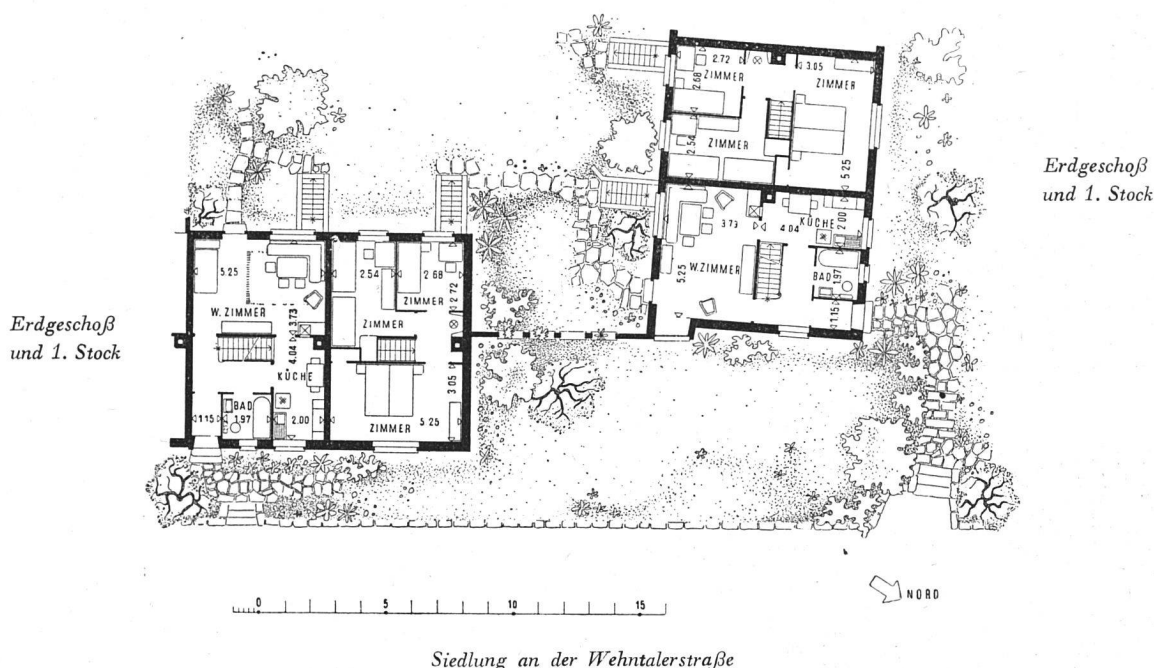 2.72
ZIMMER
2.68
3.05
ZIMMER
ZIMMER
2.54
5.25
Erdgeschoß
und 1. Stock
3.73
4.04
KÜCHE
2.00
W.ZIMMER
5.25
BAD
1.97
1.15
5.25
2.54
2.68
ZIMMER
2.72
W. ZIMMER
ZIMMER
3.73
4.04
Erdgeschoß
und 1. Stock
KÜCHE
3.05
BAD
1.15
1.97
2.00
5.25
ZIMMER
NORD
0 5 10 15
Siedlung an der Wehntalerstraße